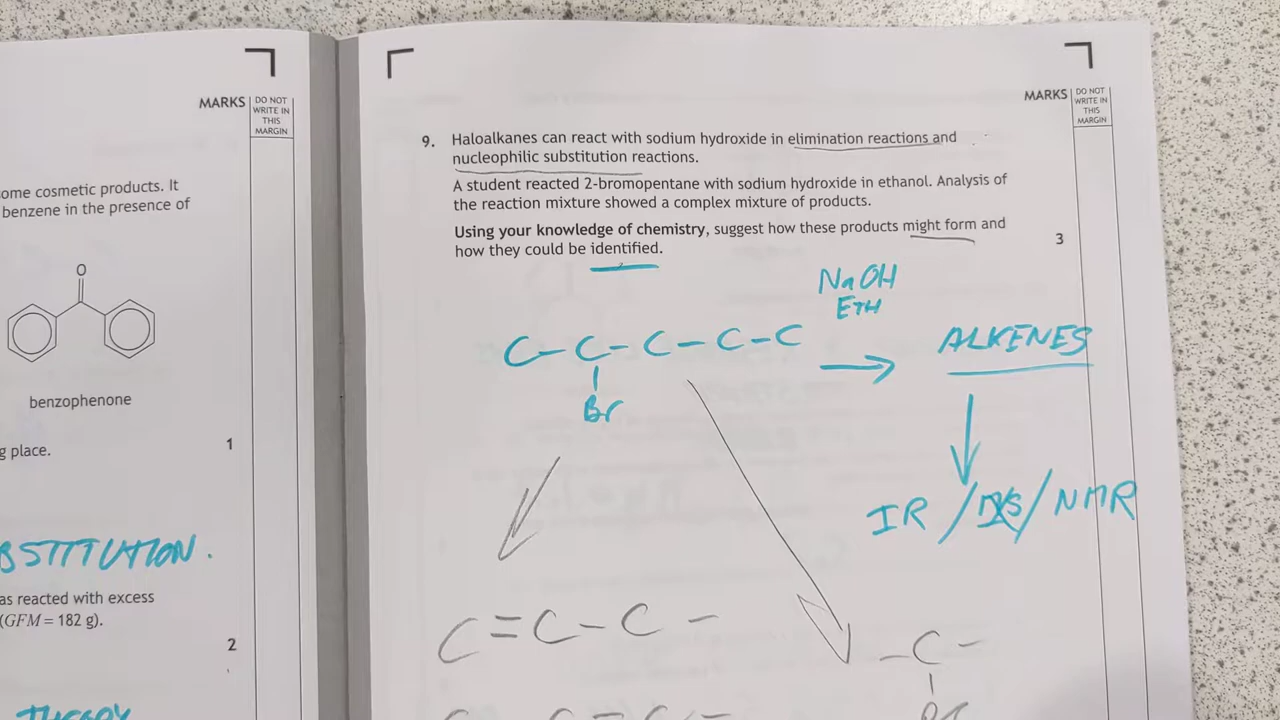 MARKS
DO NOT
WRITE IN
THIS
MARGIN
ome cosmetic products. It
benzene in the presence of
O
benzophenone
g place.
1
BSTITUTION.
as reacted with excess
(GFM = 182 g).
2
THEORY
MARKS
DO NOT
WRITE IN
THIS
MARGIN
9. Haloalkanes can react with sodium hydroxide in elimination reactions and
nucleophilic substitution reactions.
A student reacted 2-bromopentane with sodium hydroxide in ethanol. Analysis of
the reaction mixture showed a complex mixture of products.
Using your knowledge of chemistry, suggest how these products might form and
how they could be identified.
3
NaOH
ETH
C-C-C-C-C
Br
ALKENES
IR / / NMR
C=C-C-
-C-